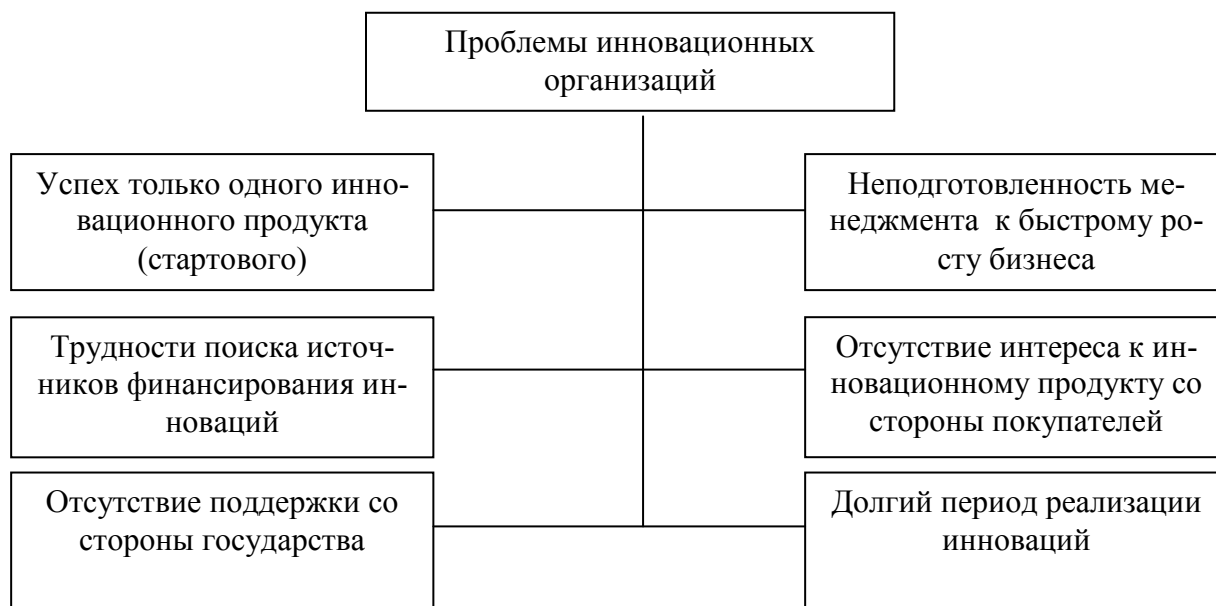 Проблемы инновационных
организаций
Успех только одного инно-
вационного продукта
(стартового)
Неподготовленность ме-
неджмента к быстрому ро-
сту бизнеса
Трудности поиска источ-
ников финансирования ин-
новаций
Отсутствие интереса к ин-
новационному продукту со
стороны покупателей
Отсутствие поддержки со
стороны государства
Долгий период реализации
инноваций